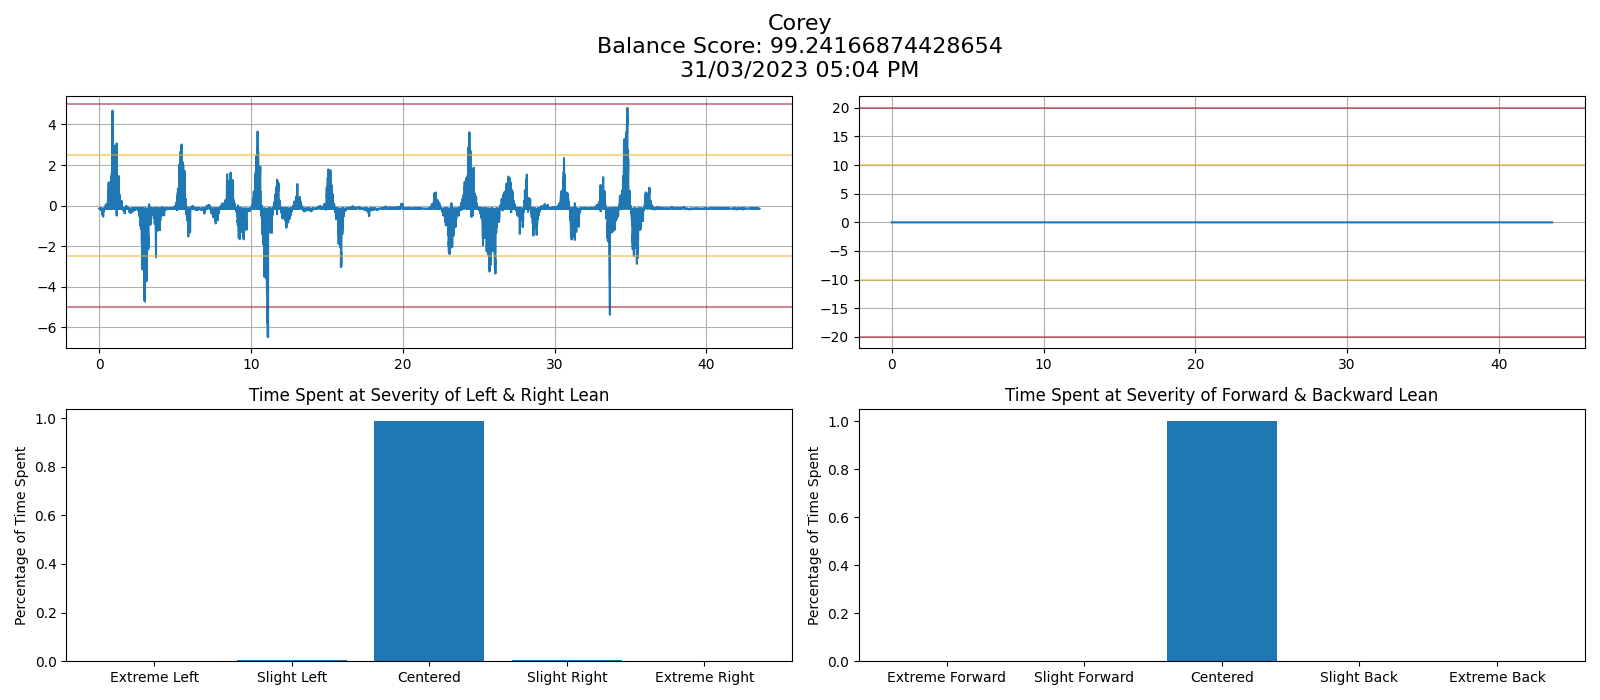 Corey
Balance Score: 99.24166874428654
31/03/2023 05:04 PM
4
2
0
−2
−4
−6
0 10 20 30 40
20
15
10
5
0
−5
−10
−15
−20
0 10 20 30 40
Time Spent at Severity of Left & Right Lean
Percentage of Time Spent
1.0
0.8
0.6
0.4
0.2
0.0
Extreme Left Slight Left Centered Slight Right Extreme Right
Time Spent at Severity of Forward & Backward Lean
Percentage of Time Spent
1.0
0.8
0.6
0.4
0.2
0.0
Extreme Forward Slight Forward Centered Slight Back Extreme Back